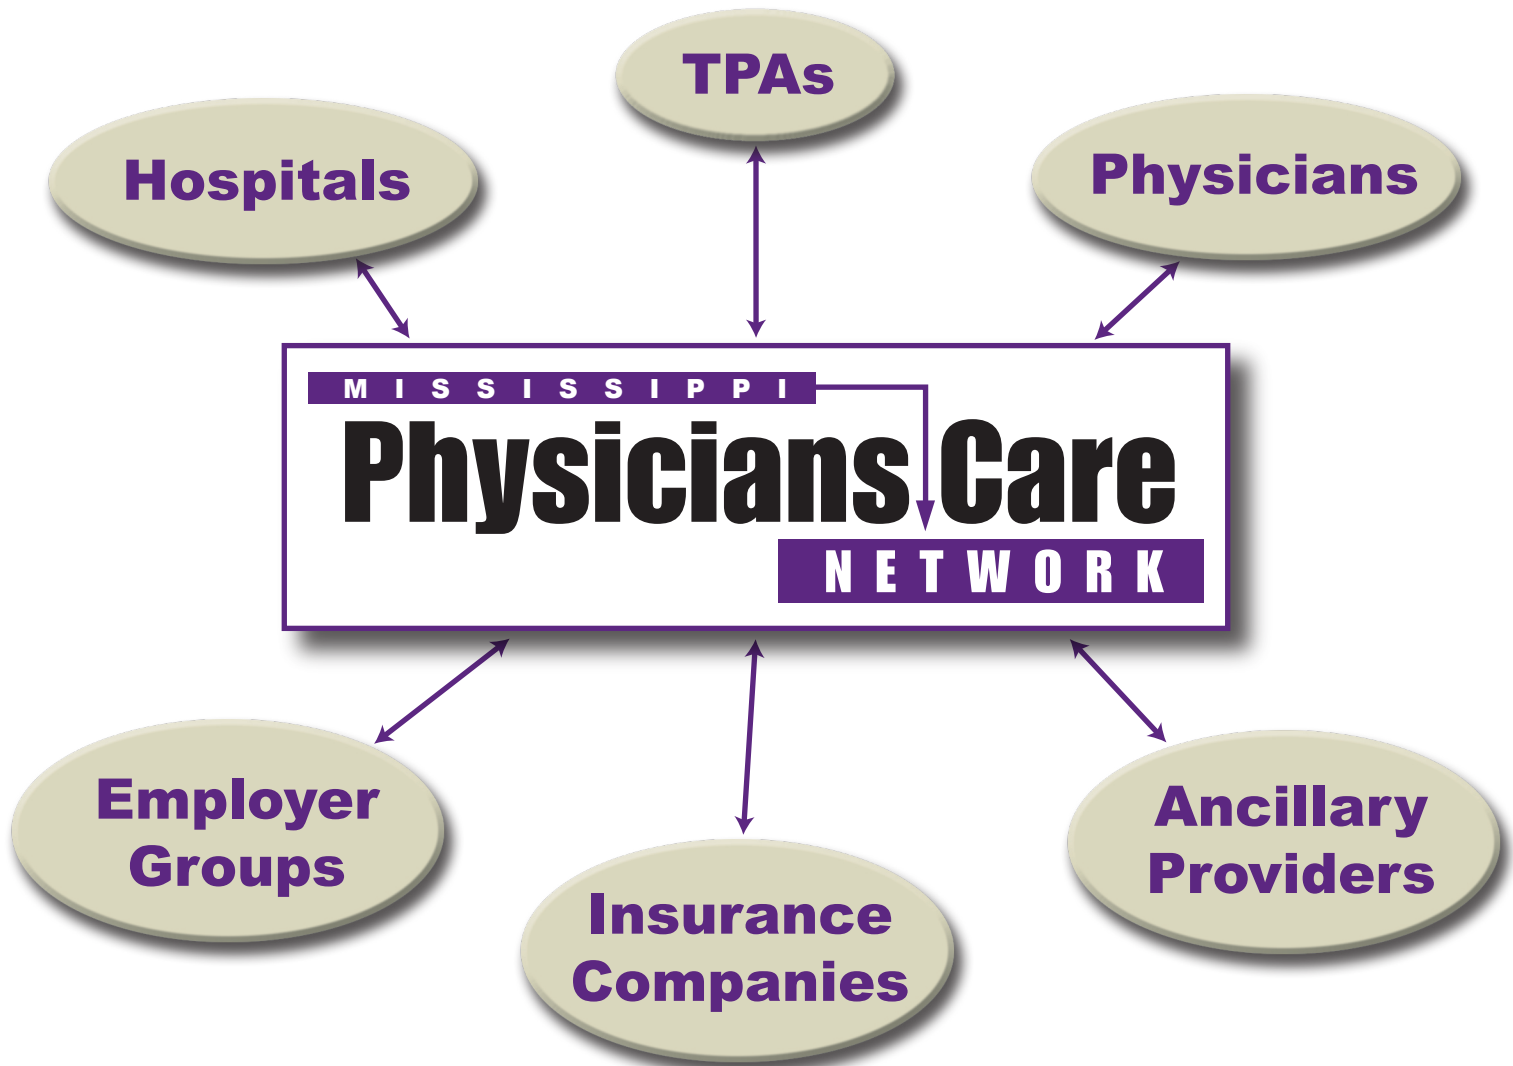 TPAs
Hospitals
Physicians
MISSISSIPPI
Physicians Care
NETWORK
Employer
Groups
Insurance
Companies
Ancillary
Providers